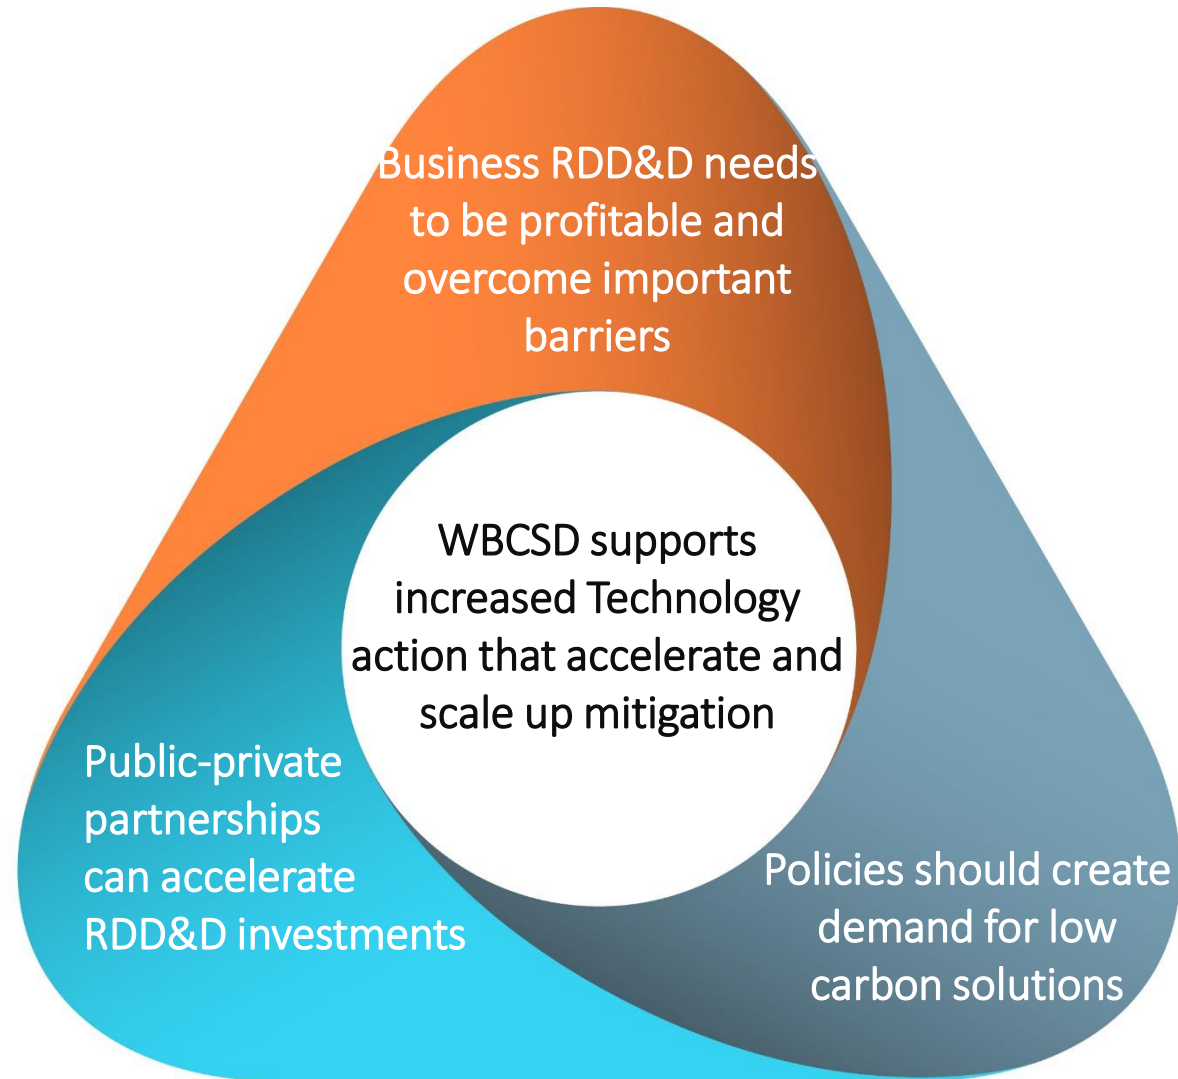 Business RDD&D needs
to be profitable and
overcome important
barriers
WBCSD supports
increased Technology
action that accelerate and
scale up mitigation
Public-private
partnerships
can accelerate
RDD&D investments
Policies should create
demand for low
carbon solutions